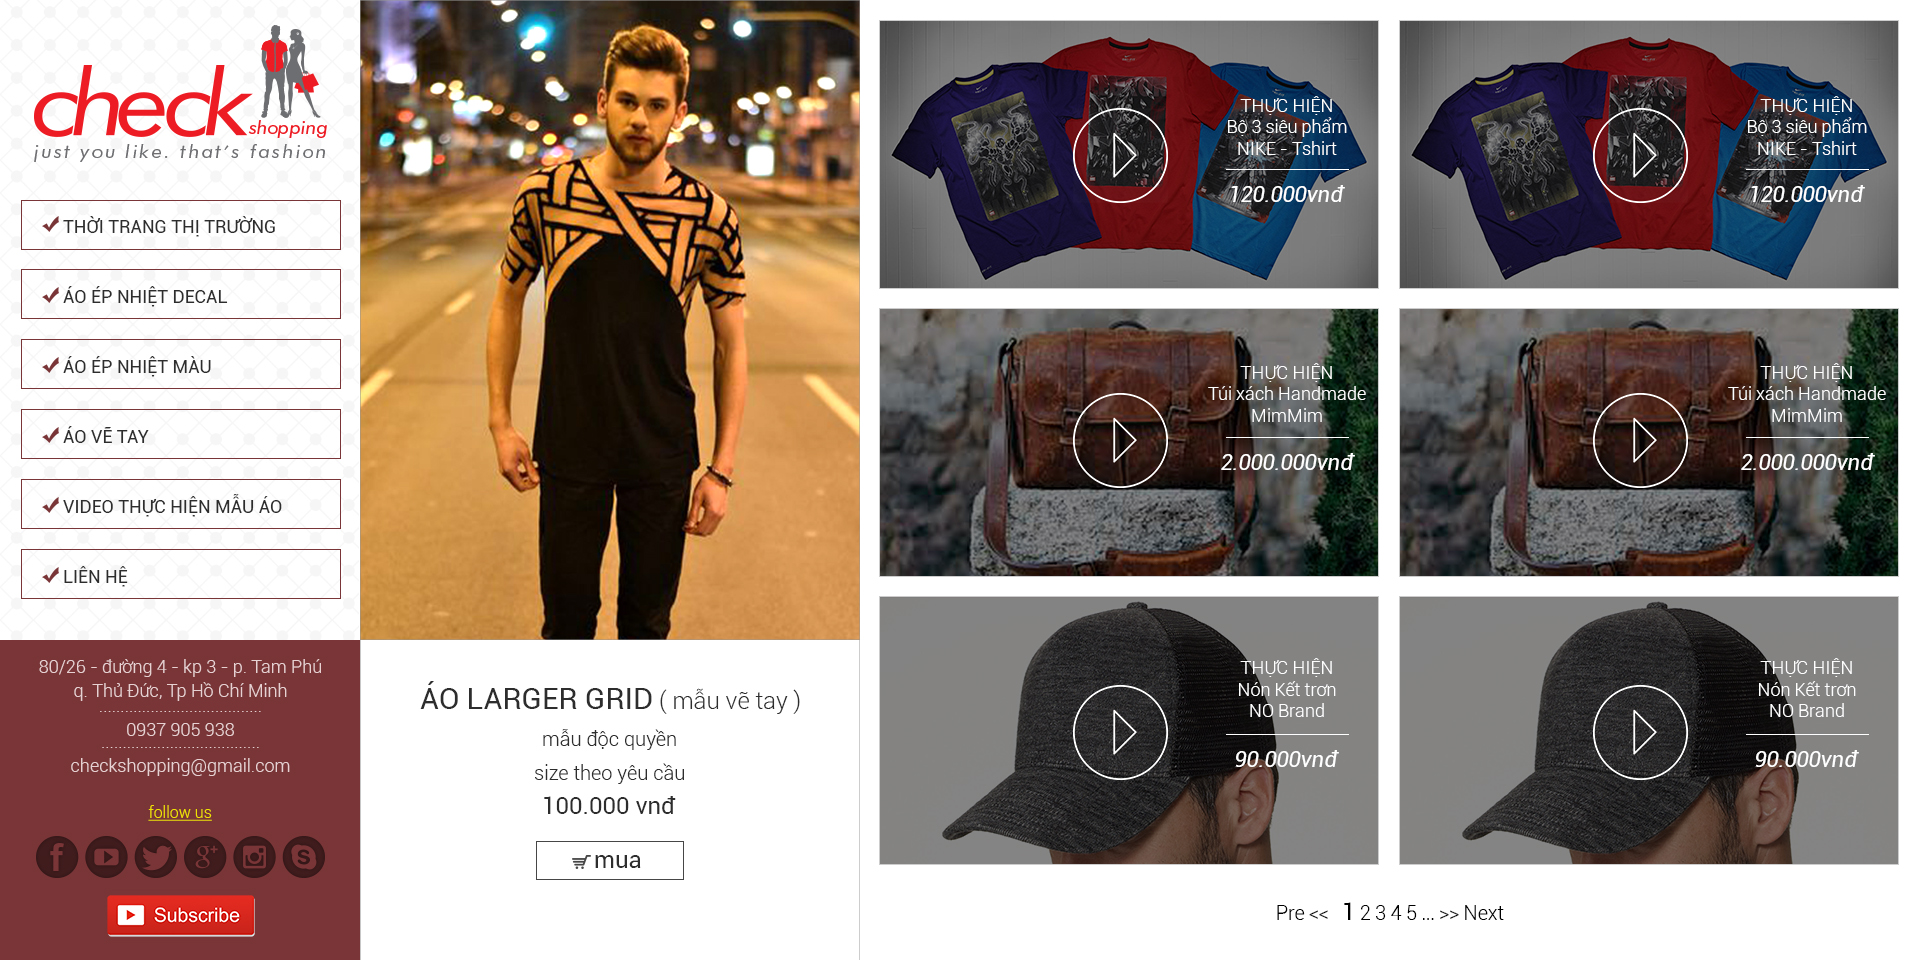 check
shopping
just you like. that's fashion
THỜI TRANG THỊ TRƯỜNG
ÁO ÉP NHIỆT DECAL
ÁO ÉP NHIỆT MÀU
ÁO VẼ TAY
VIDEO THỰC HIỆN MẪU ÁO
LIÊN HỆ
80/26 - đường 4 - kp 3 - p. Tam Phú
q. Thủ Đức, Tp Hồ Chí Minh
0937 905 938
checkshopping@gmail.com
follow us
Subscribe
ÁO LARGER GRID ( mẫu vẽ tay )
mẫu độc quyền
size theo yêu cầu
100.000 vnđ
mua
THỰC HIỆN
Bộ 3 siêu phẩm
NIKE - Tshirt
120.000vnđ
THỰC HIỆN
Bộ 3 siêu phẩm
NIKE - Tshirt
120.000vnđ
THỰC HIỆN
Túi xách Handmade
MimMim
2.000.000vnđ
THỰC HIỆN
Túi xách Handmade
MimMim
2.000.000vnđ
THỰC HIỆN
Nón Kết trơn
NO Brand
90.000vnđ
THỰC HIỆN
Nón Kết trơn
NO Brand
90.000vnđ
Pre << 1 2 3 4 5 ... >> Next